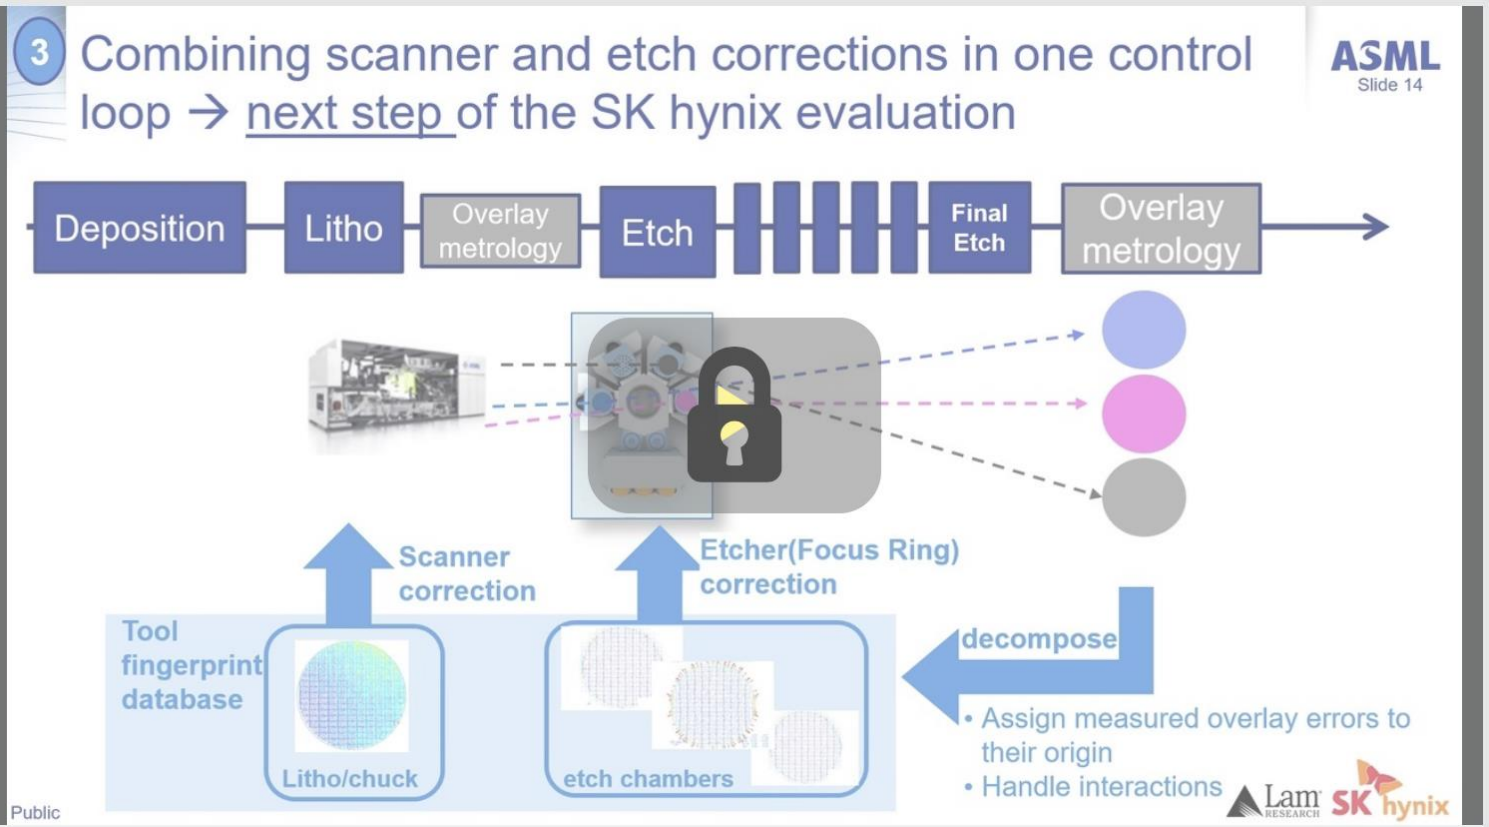 3
Combining scanner and etch corrections in one control
loop → next step of the SK hynix evaluation
ASML
Slide 14
Deposition
Litho
Overlay
metrology
Etch
Final
Etch
Overlay
metrology
ASML
Scanner
correction
Etcher(Focus Ring)
correction
Tool
fingerprint
database
Litho/chuck
etch chambers
decompose
• Assign measured overlay errors to
their origin
• Handle interactions
Public
Lam
RESEARCH
SK hynix